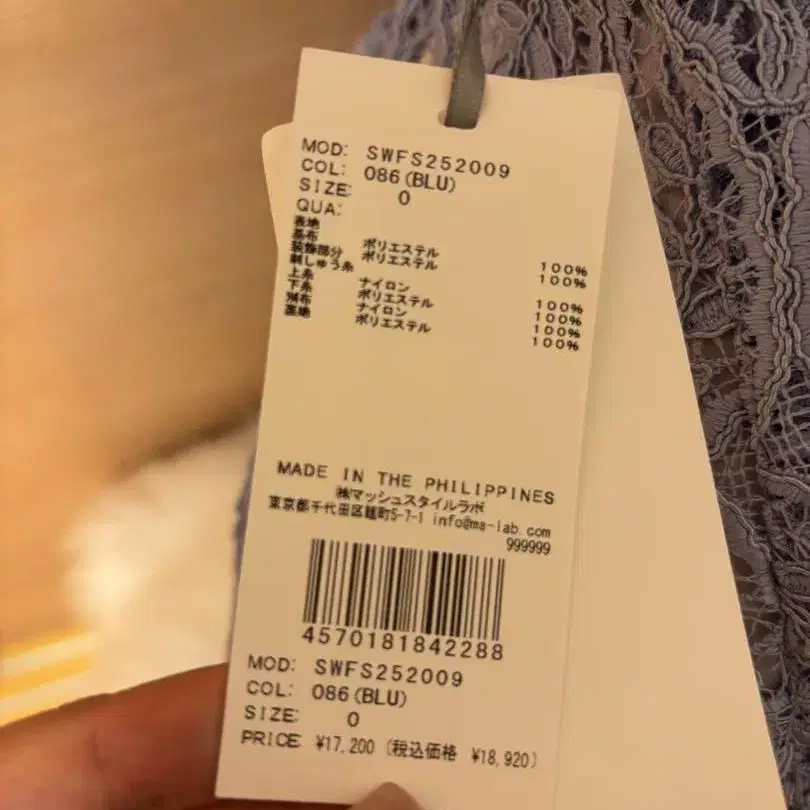 MOD: SWFS252009
COL: 086(BLU)
SIZE: 0
QUA:
表地
基布 ポリエステル 100%
装飾部分 ポリエステル 100%
刺しゅう糸
上糸 ナイロン 100%
下糸 ポリエステル 100%
別布 ナイロン 100%
裏地 ポリエステル 100%
MADE IN THE PHILIPPINES
㈱マッシュスタイルラボ
東京都千代田区麹町5-7-1 info@ma-lab.com
999999
4570181842288
MOD: SWFS252009
COL: 086(BLU)
SIZE: 0
PRICE ¥17,200 (税込価格 ¥18,920)